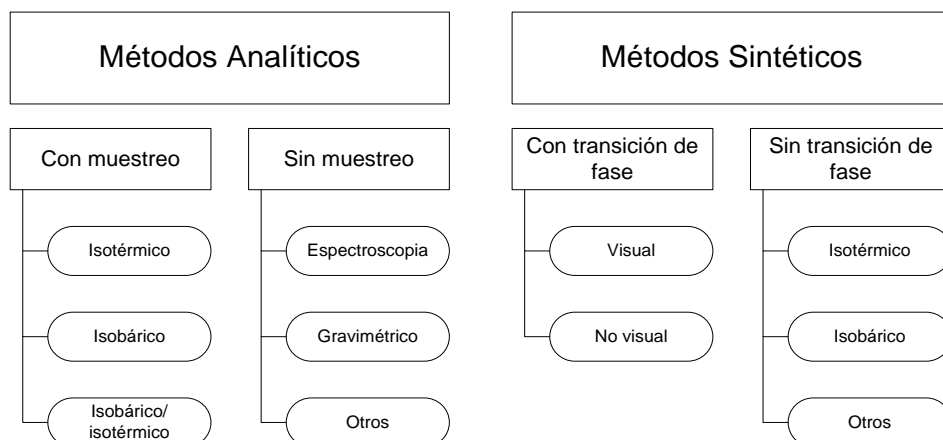 Métodos Analíticos
Con muestreo
Isotérmico
Isobárico
Isobárico/
isotérmico
Sin muestreo
Espectroscopia
Gravimétrico
Otros
Métodos Sintéticos
Con transición de
fase
Visual
No visual
Sin transición de
fase
Isotérmico
Isobárico
Otros